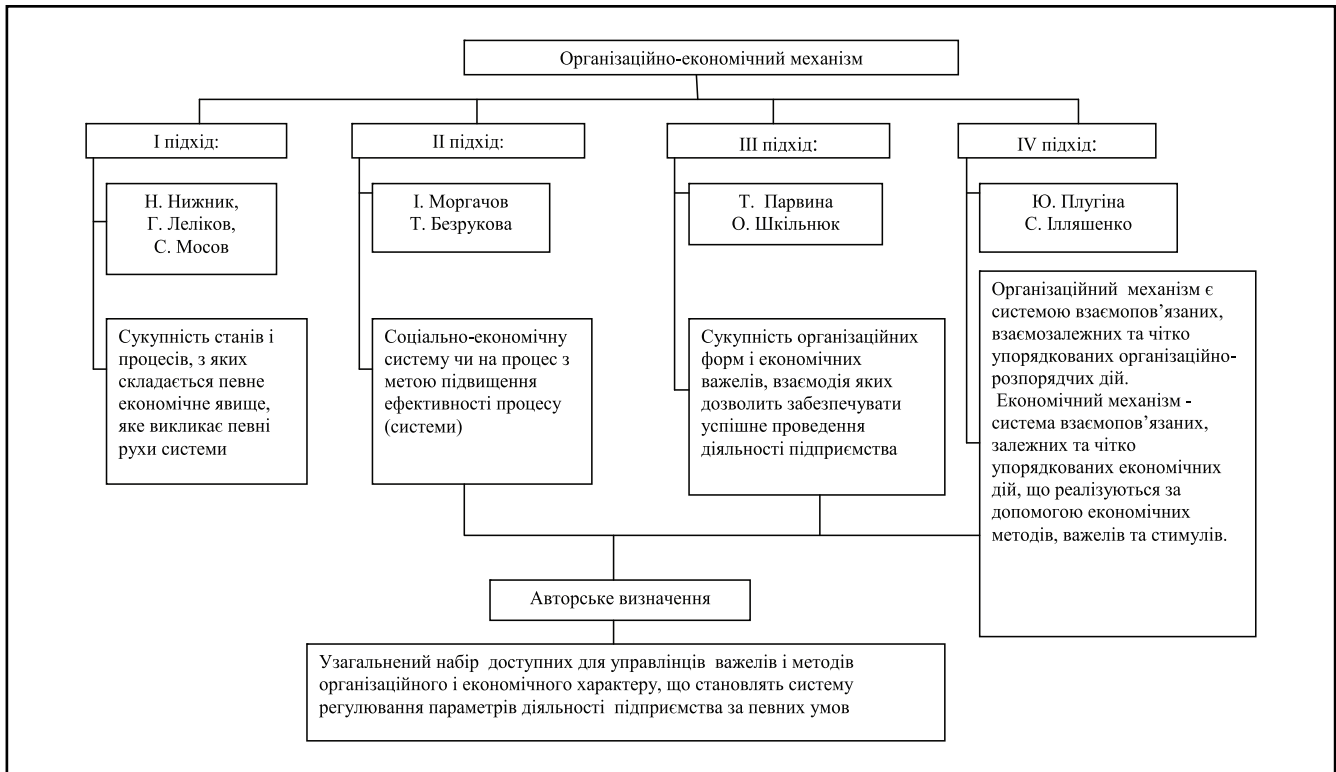 Організаційно-економічний механізм
І підхід:
ІІ підхід:
ІІІ підхід:
IV підхід:
Н. Нижник,
Г. Леліков,
С. Мосов
І. Моргачов
Т. Безрукова
Т. Парвина
О. Шкільнюк
Ю. Плугіна
С. Ілляшенко
Сукупність станів і
процесів, з яких
складається певне
економічне явище,
яке викликає певні
рухи системи
Соціально-економічну
систему чи на процес з
метою підвищення
ефективності процесу
(системи)
Сукупність організаційних
форм і економічних
важелів, взаємодія яких
дозволить забезпечувати
успішне проведення
діяльності підприємства
Організаційний механізм є
системою взаємопов’язаних,
взаємозалежних та чітко
упорядкованих організаційно-
розпорядчих дій.
Економічний механізм -
система взаємопов’язаних,
залежних та чітко
упорядкованих економічних
дій, що реалізуються за
допомогою економічних
методів, важелів та стимулів.
Авторське визначення
Узагальнений набір доступних для управлінців важелів і методів
організаційного і економічного характеру, що становлять систему
регулювання параметрів діяльності підприємства за певних умов